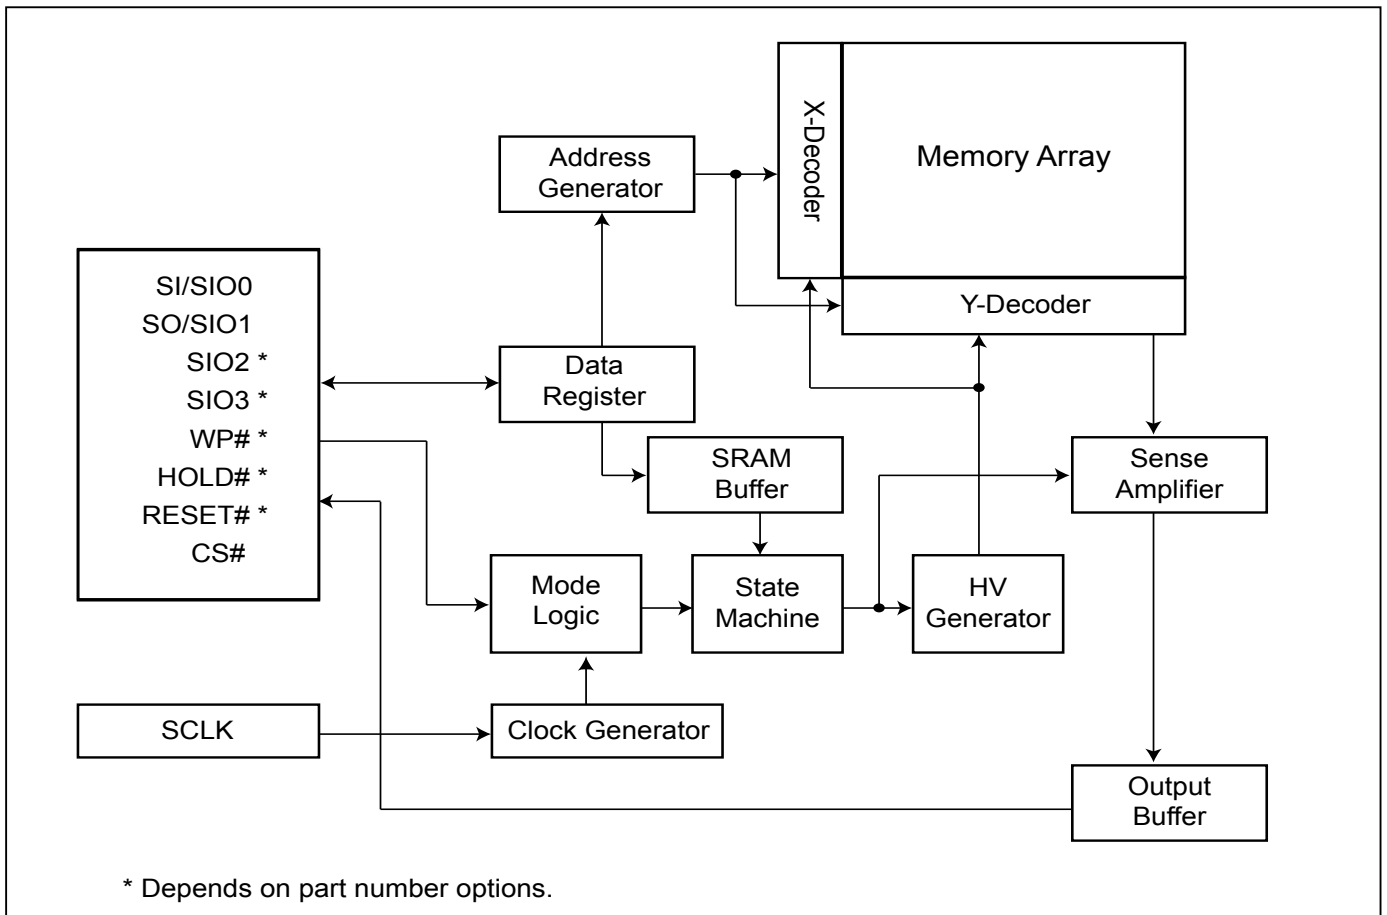 X-Decoder
Memory Array
Address
Generator
Y-Decoder
SI/SIO0
SO/SIO1
SIO2 *
SIO3 *
WP# *
HOLD# *
RESET# *
CS#
Data
Register
SRAM
Buffer
Sense
Amplifier
Mode
Logic
State
Machine
HV
Generator
SCLK
Clock Generator
Output
Buffer
* Depends on part number options.